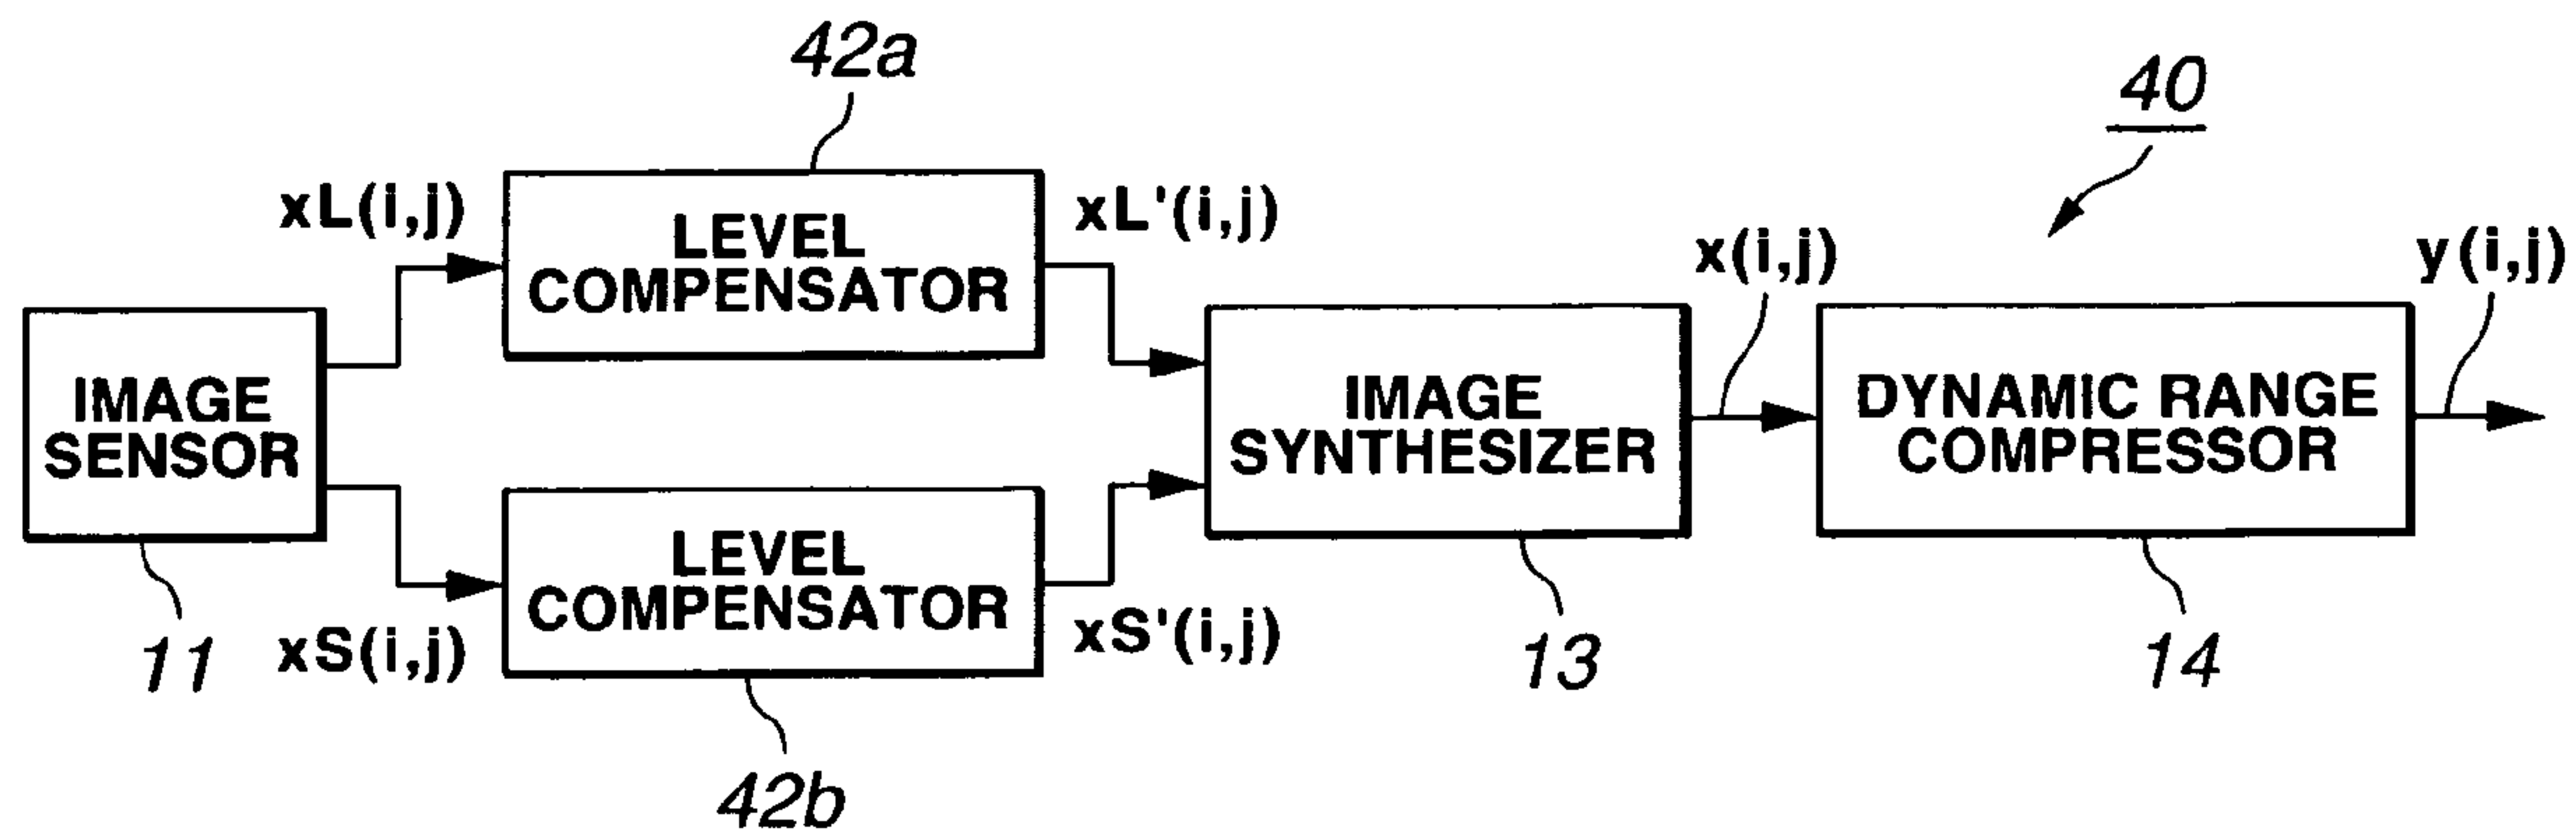 42a
40
xL(i,j)
LEVEL
COMPENSATOR
xL'(i,j)
x(i,j)
y(i,j)
IMAGE
SENSOR
IMAGE
SYNTHESIZER
DYNAMIC RANGE
COMPRESSOR
LEVEL
COMPENSATOR
11
xS(i,j)
xS'(i,j)
13
14
42b